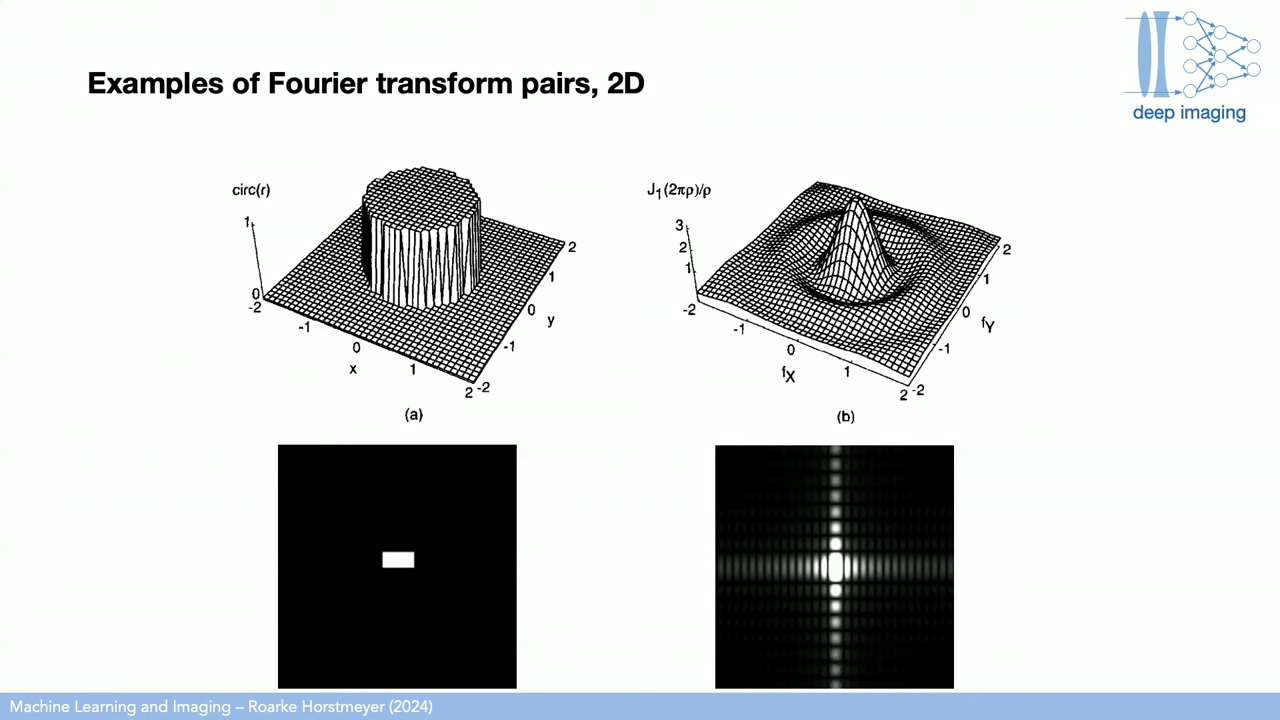 Examples of Fourier transform pairs, 2D
deep imaging
circ(r)
1
0
-2
-1
0
1
2
x
-2
-1
0
1
2
y
(a)
J₁(2πρ)/ρ
3
2
1
-2
-1
0
1
2
fX
-2
-1
0
1
2
fY
(b)
Machine Learning and Imaging – Roarke Horstmeyer (2024)